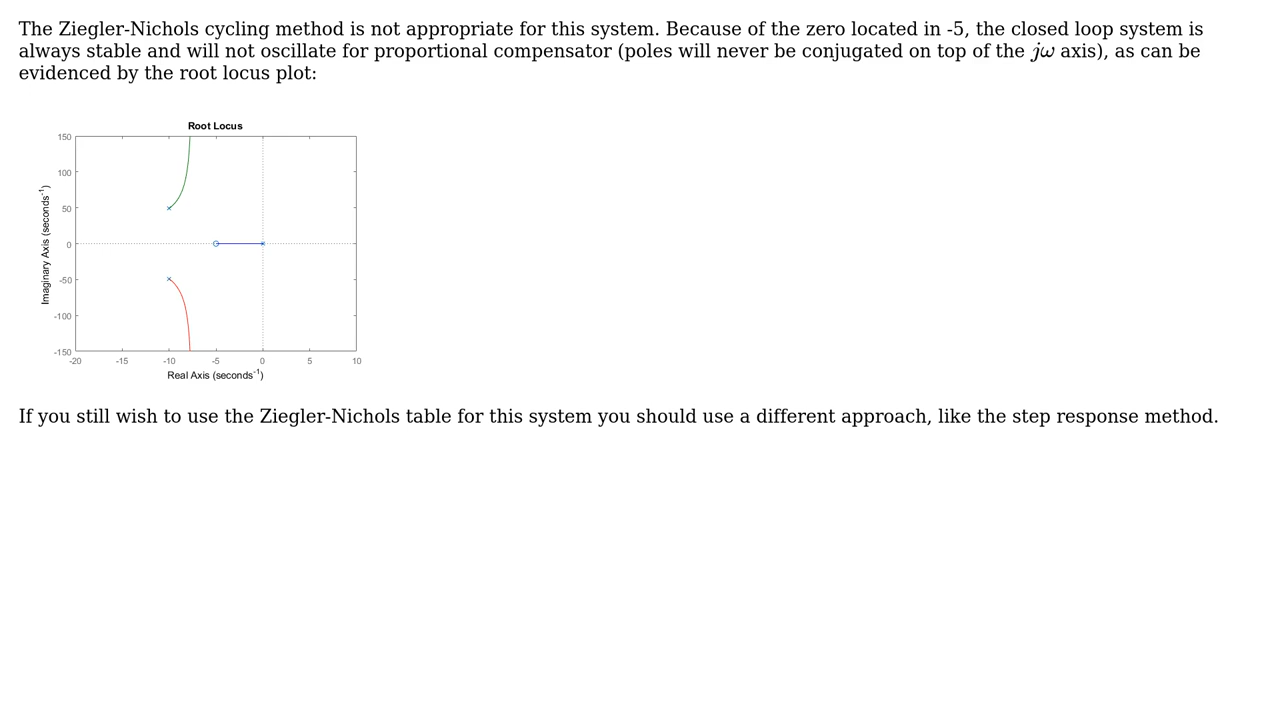 The Ziegler-Nichols cycling method is not appropriate for this system. Because of the zero located in -5, the closed loop system is
always stable and will not oscillate for proportional compensator (poles will never be conjugated on top of the jω axis), as can be
evidenced by the root locus plot:
Root Locus
150
100
50
0
-50
-100
-150
Imaginary Axis (seconds⁻¹)
-20 -15 -10 -5 0 5 10
Real Axis (seconds⁻¹)
If you still wish to use the Ziegler-Nichols table for this system you should use a different approach, like the step response method.